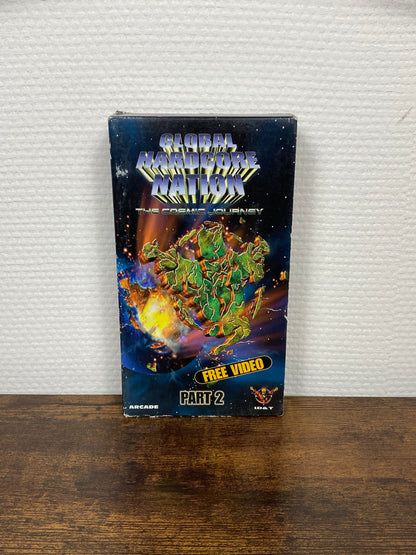 GLOBAL
HARDCORE
NATION
THE COSMIC JOURNEY
FREE VIDEO
PART 2
ARCADE
ID&T